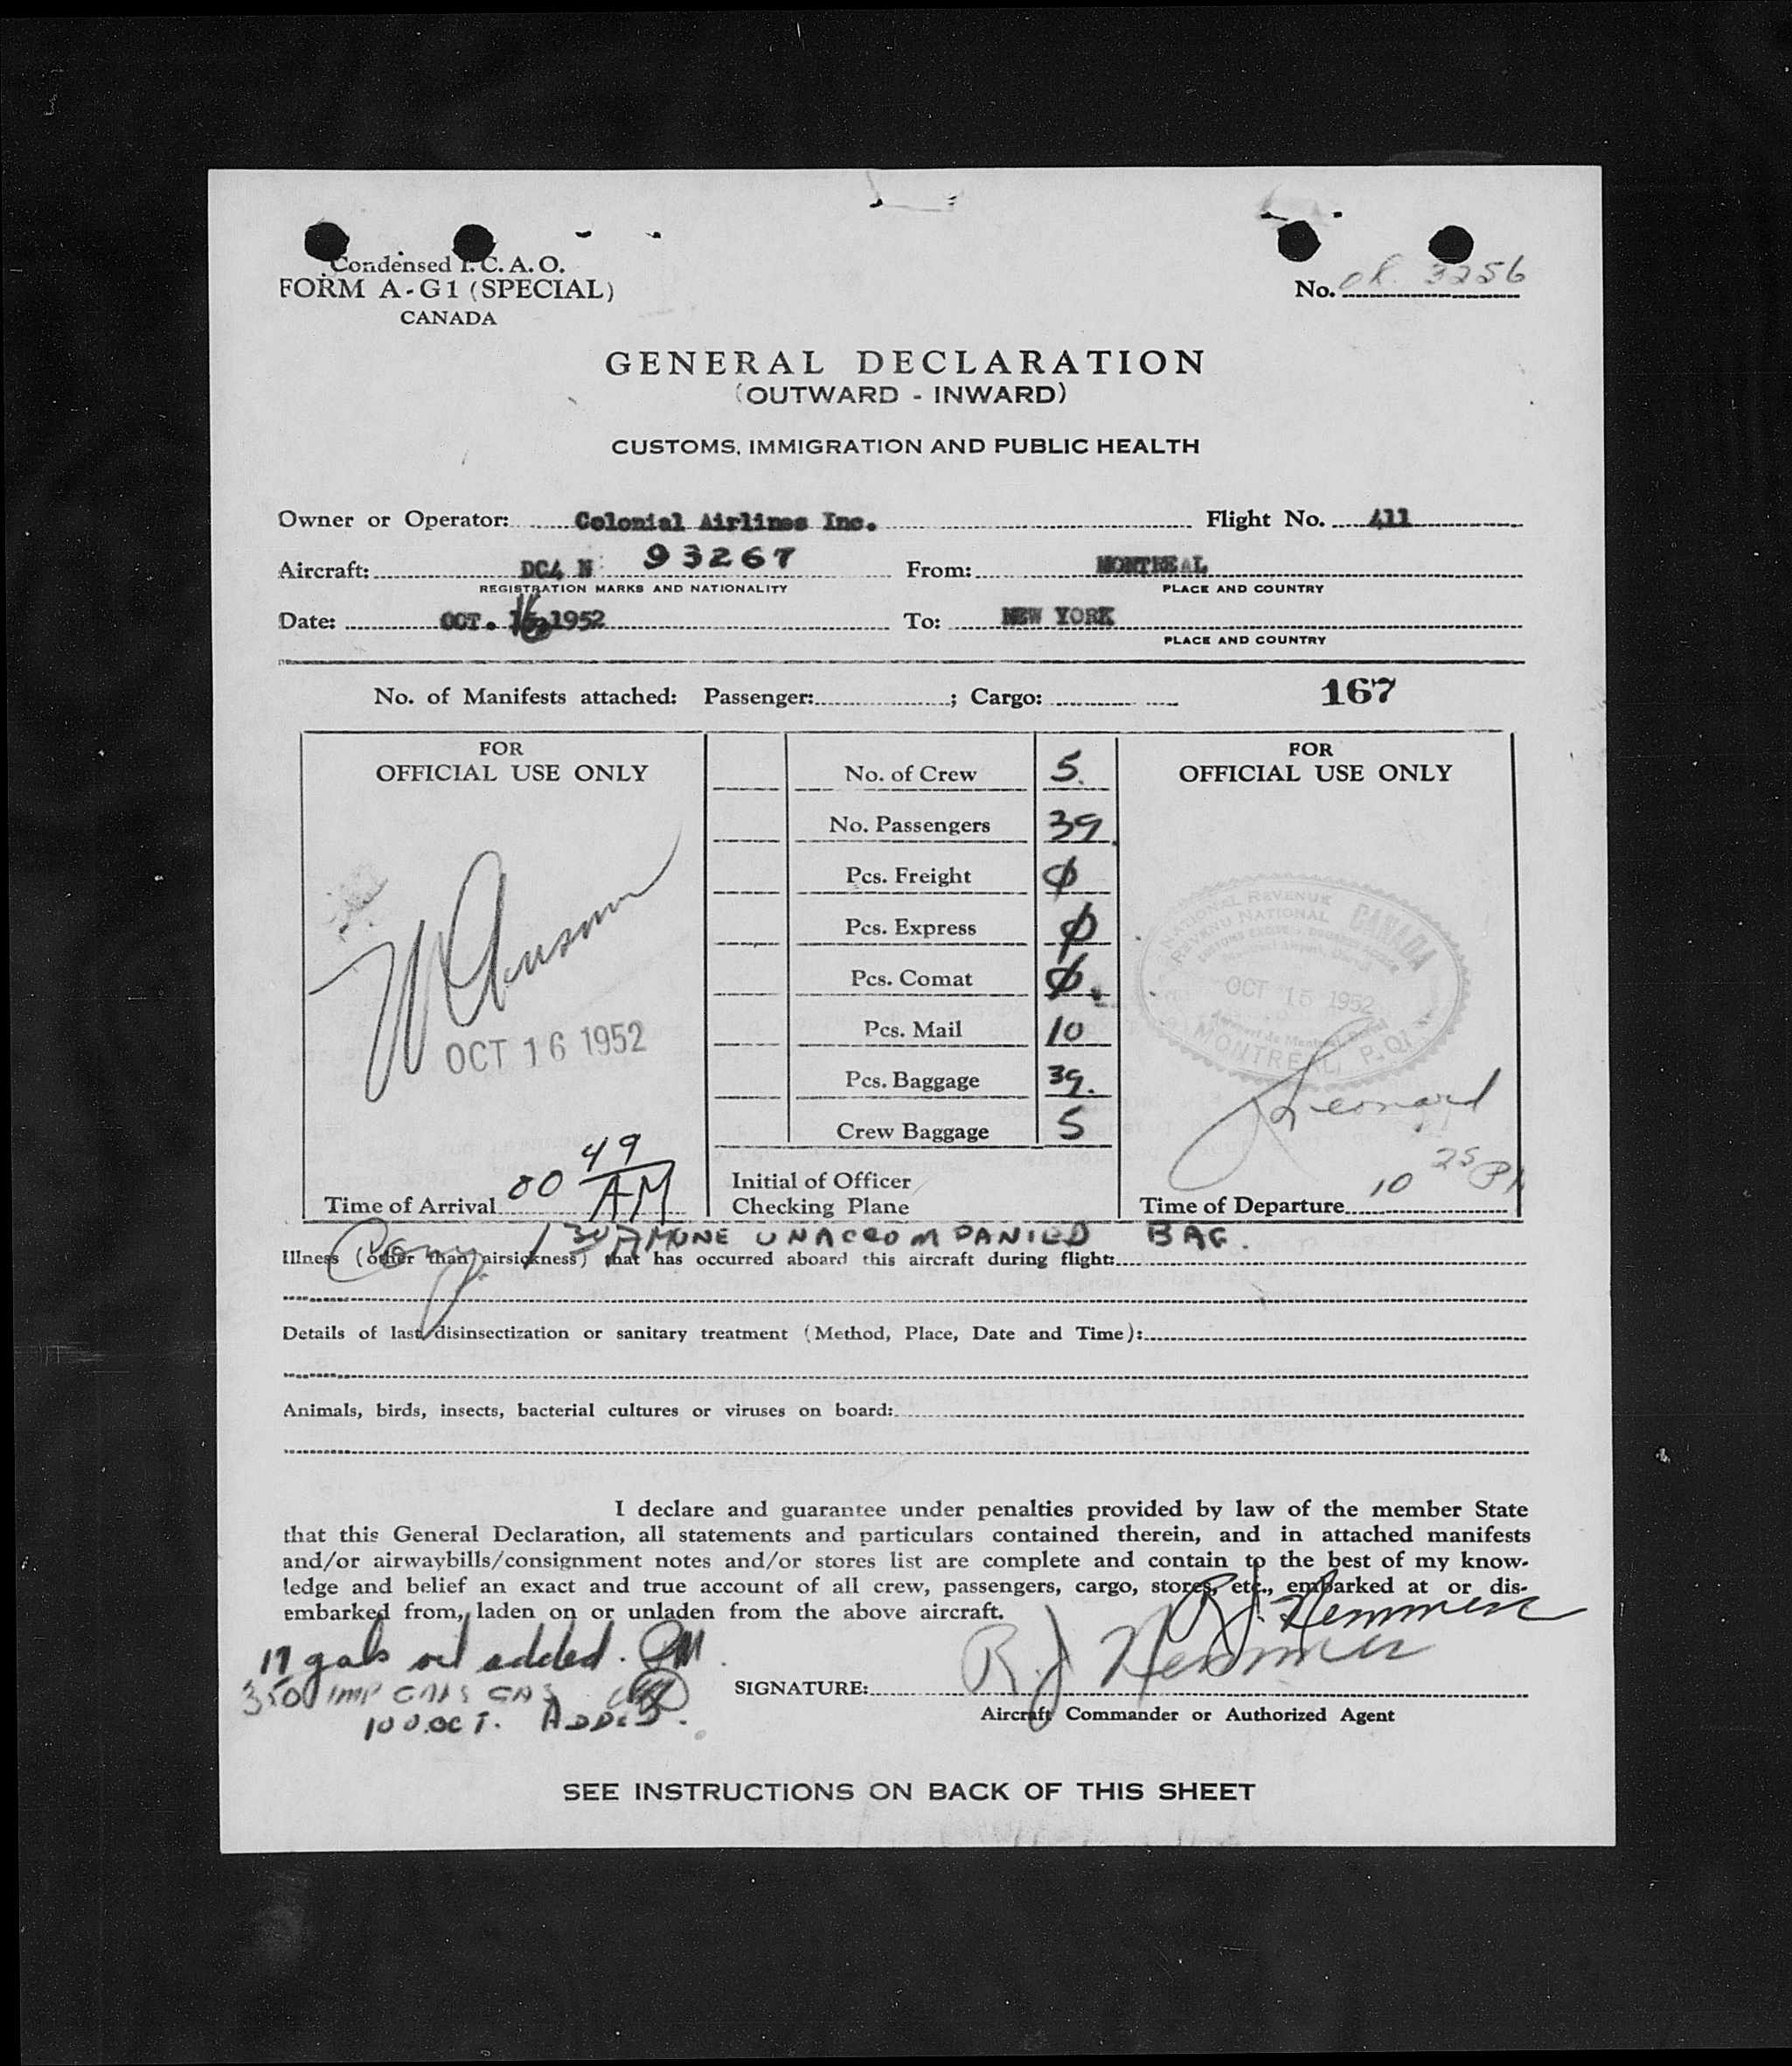 Condensed I. C. A. O.
FORM A-G1 (SPECIAL)
CANADA
No. 3256
GENERAL DECLARATION
(OUTWARD - INWARD)
CUSTOMS, IMMIGRATION AND PUBLIC HEALTH
Owner or Operator: Colonial Airlines Inc. Flight No. 411
Aircraft: DC4 N 93267 From: MONTREAL
REGISTRATION MARKS AND NATIONALITY PLACE AND COUNTRY
Date: OCT. 16, 1952 To: NEW YORK
PLACE AND COUNTRY
No. of Manifests attached: Passenger: ; Cargo: 167
FOR
OFFICIAL USE ONLY
OCT 16 1952
00 49 AM
Time of Arrival
No. of Crew 5
No. Passengers 39
Pcs. Freight Ø
Pcs. Express Ø
Pcs. Comat Ø
Pcs. Mail 10
Pcs. Baggage 39.
Crew Baggage 5
Initial of Officer
Checking Plane
FOR
OFFICIAL USE ONLY
NATIONAL REVENUE
REVENU NATIONAL
CANADA
OCT 15 1952
MONTREAL P.Q.
Leonard
Time of Departure 10 25 PM
ONE UNACCOMPANIED BAG.
Illness (other than airsickness) that has occurred aboard this aircraft during flight:
Details of last disinsectization or sanitary treatment (Method, Place, Date and Time):
Animals, birds, insects, bacterial cultures or viruses on board:
I declare and guarantee under penalties provided by law of the member State
that this General Declaration, all statements and particulars contained therein, and in attached manifests
and/or airwaybills/consignment notes and/or stores list are complete and contain to the best of my know-
ledge and belief an exact and true account of all crew, passengers, cargo, stores, etc., embarked at or dis-
embarked from, laden on or unladen from the above aircraft.
gals oil added.
350 IMP GALS GAS
100 OCT. ADDED.
SIGNATURE: R. J.
Aircraft Commander or Authorized Agent
SEE INSTRUCTIONS ON BACK OF THIS SHEET